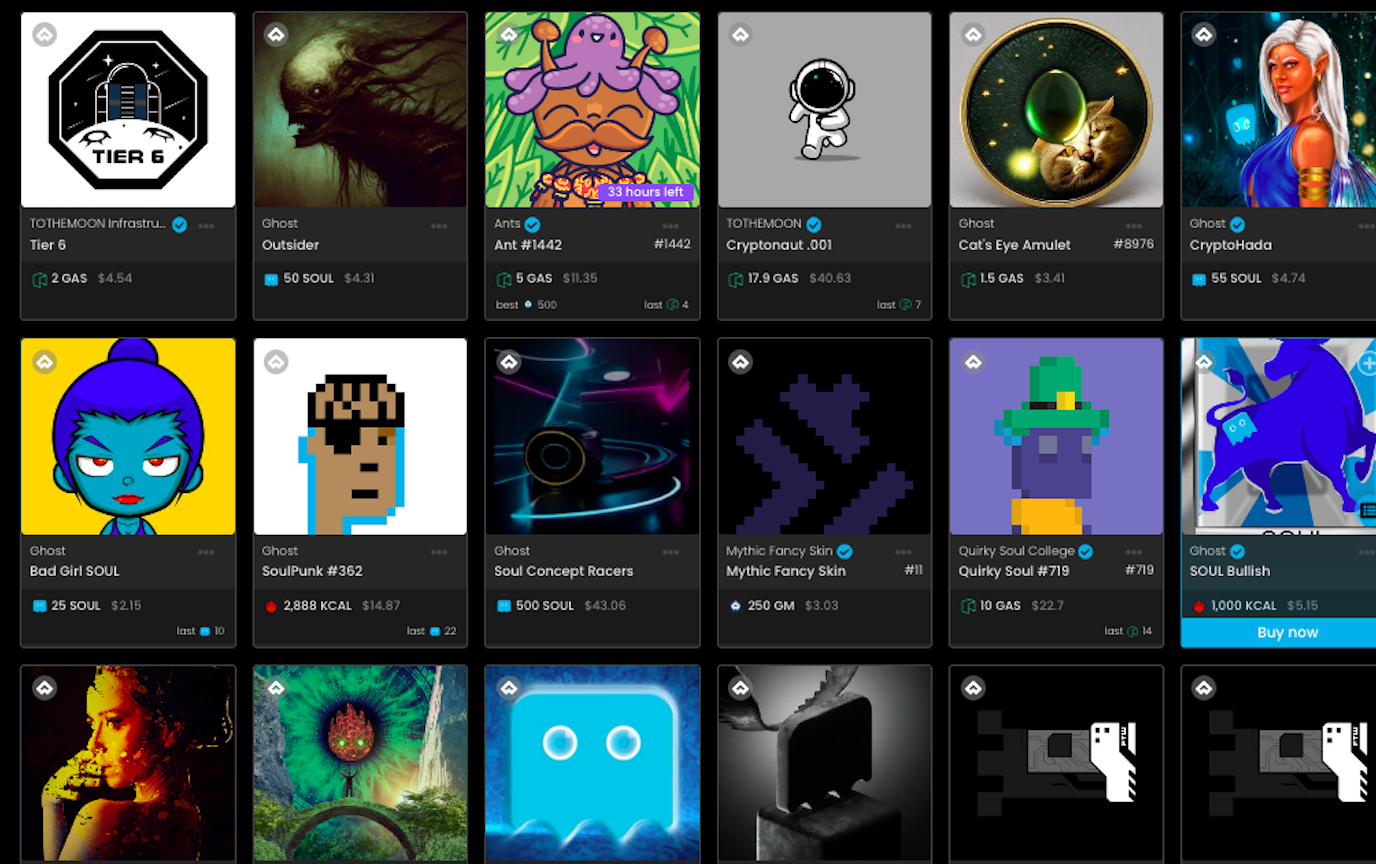 TIER 6
33 hours left
TOTHEMOON Infrastru...
Tier 6
2 GAS $4.54
Ghost
Outsider
50 SOUL $4.31
Ants
Ant #1442 #1442
5 GAS $11.35
best 500 last 4
TOTHEMOON
Cryptonaut .001
17.9 GAS $40.63
last 7
Ghost
Cat's Eye Amulet #8976
1.5 GAS $3.41
Ghost
CryptoHada
55 SOUL $4.74
Ghost
Bad Girl SOUL
25 SOUL $2.15
last 10
Ghost
SoulPunk #362
2,888 KCAL $14.87
last 22
Ghost
Soul Concept Racers
500 SOUL $43.06
Mythic Fancy Skin
Mythic Fancy Skin #11
250 GM $3.03
Quirky Soul College
Quirky Soul #719 #719
10 GAS $22.7
last 14
SOUL
Ghost
SOUL Bullish
1,000 KCAL $5.15
Buy now
FTW
FTW